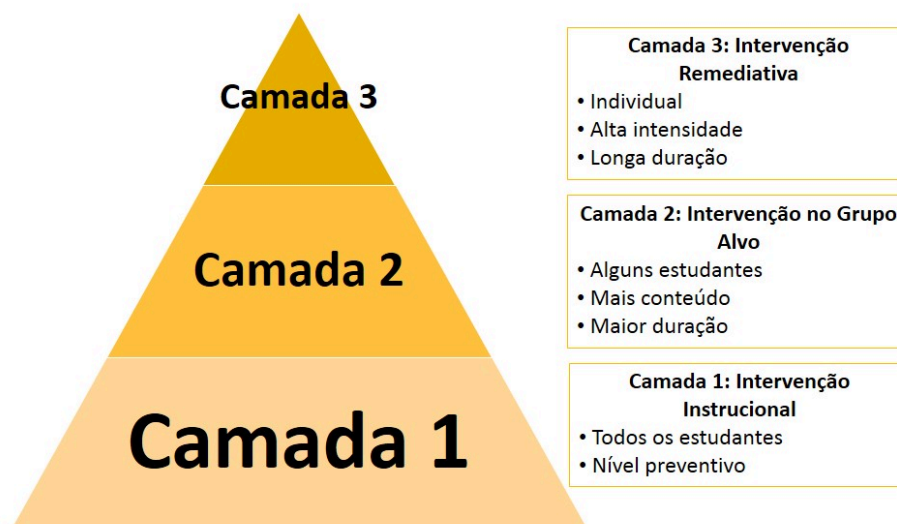 Camada 3
Camada 2
Camada 1
Camada 3: Intervenção
Remediativa
• Individual
• Alta intensidade
• Longa duração
Camada 2: Intervenção no Grupo
Alvo
• Alguns estudantes
• Mais conteúdo
• Maior duração
Camada 1: Intervenção
Instrucional
• Todos os estudantes
• Nível preventivo